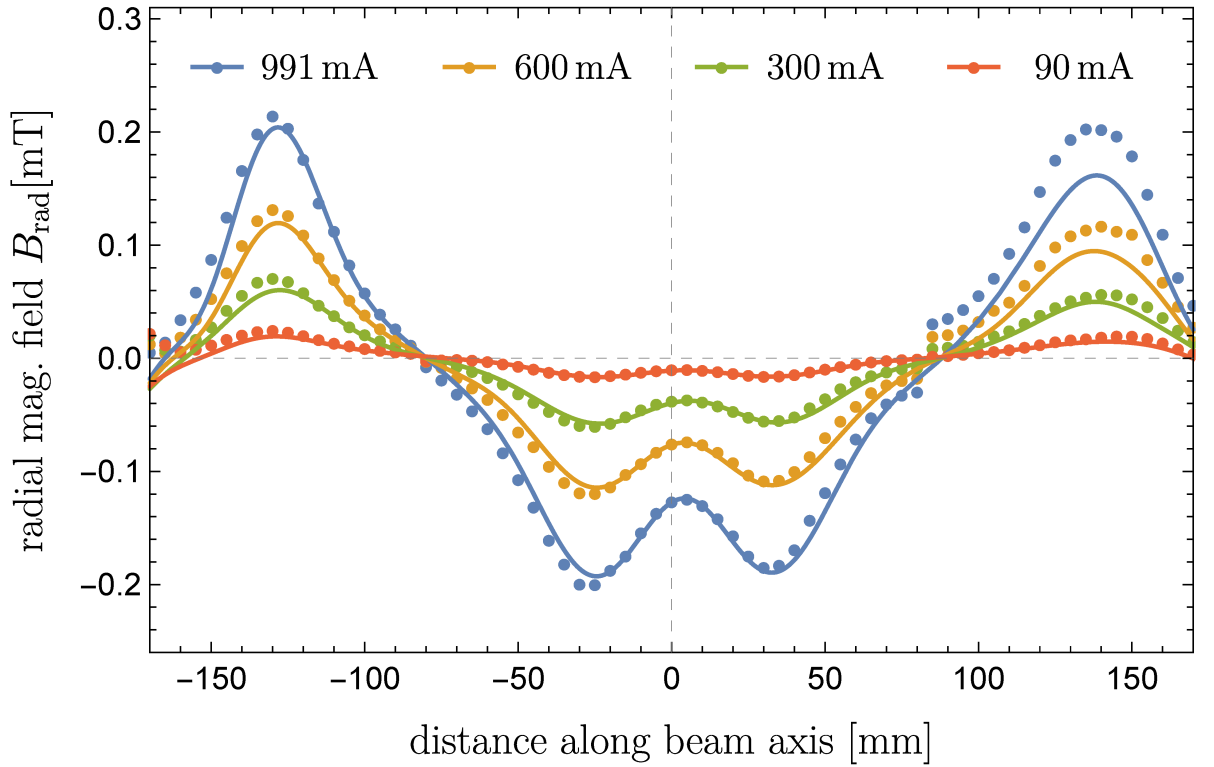 0.3
991 mA 600 mA 300 mA 90 mA
0.2
0.1
0.0
−0.1
−0.2
radial mag. field B_rad[mT]
−150 −100 −50 0 50 100 150
distance along beam axis [mm]